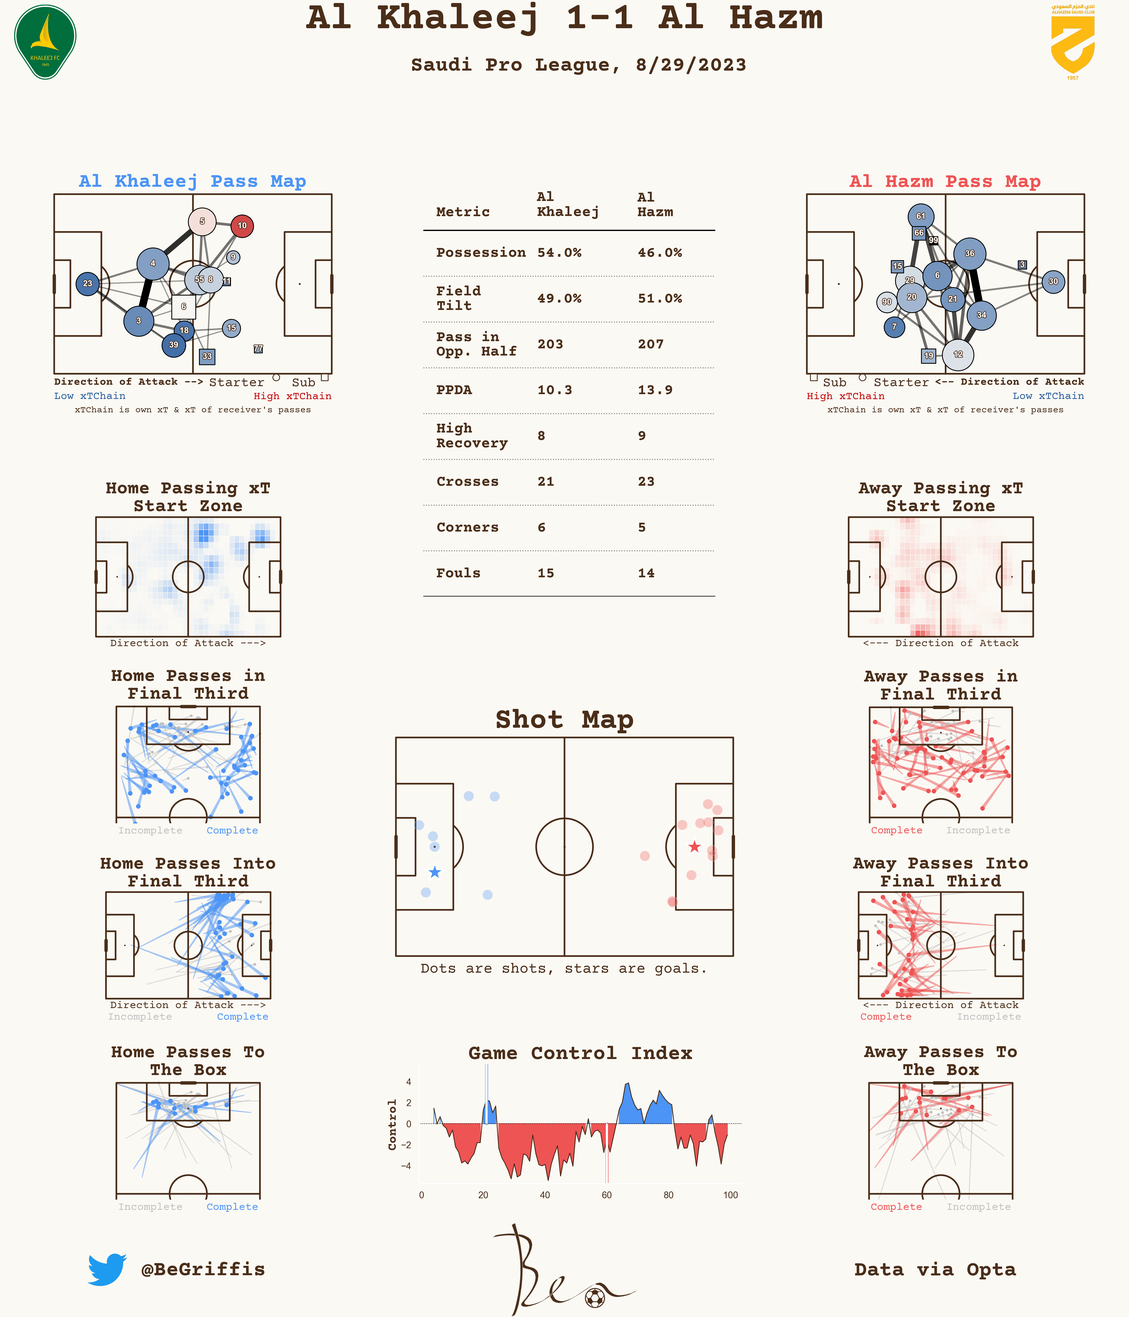 Al Khaleej 1-1 Al Hazm
Saudi Pro League, 8/29/2023
KHALEEJ FC
1957
Al Khaleej Pass Map
5
10
9
4
55
8
23
6
3
18
15
39
33
77
Direction of Attack --> Starter Sub
Low xTChain High xTChain
xTChain is own xT & xT of receiver's passes
Metric Al Khaleej Al Hazm
Possession 54.0% 46.0%
Field Tilt 49.0% 51.0%
Pass in Opp. Half 203 207
PPDA 10.3 13.9
High Recovery 8 9
Crosses 21 23
Corners 6 5
Fouls 15 14
Al Hazm Pass Map
61
66
99
36
15
3
6
29
30
90
20
21
34
7
19
12
Sub Starter <-- Direction of Attack
High xTChain Low xTChain
xTChain is own xT & xT of receiver's passes
Home Passing xT
Start Zone
Direction of Attack --->
Away Passing xT
Start Zone
<--- Direction of Attack
Home Passes in
Final Third
Incomplete Complete
Away Passes in
Final Third
Complete Incomplete
Shot Map
Dots are shots, stars are goals.
Home Passes Into
Final Third
Direction of Attack --->
Incomplete Complete
Away Passes Into
Final Third
<--- Direction of Attack
Complete Incomplete
Home Passes To
The Box
Incomplete Complete
Game Control Index
Control
4
2
0
−2
−4
0 20 40 60 80 100
Away Passes To
The Box
Complete Incomplete
@BeGriffis
Bea
Data via Opta